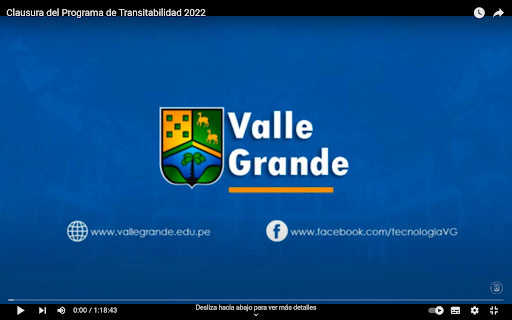 Clausura del Programa de Transitabilidad 2022
Valle
Grande
www.vallegrande.edu.pe
www.facebook.com/tecnologiaVG
0:00 / 1:18:43
Desliza hacia abajo para ver más detalles